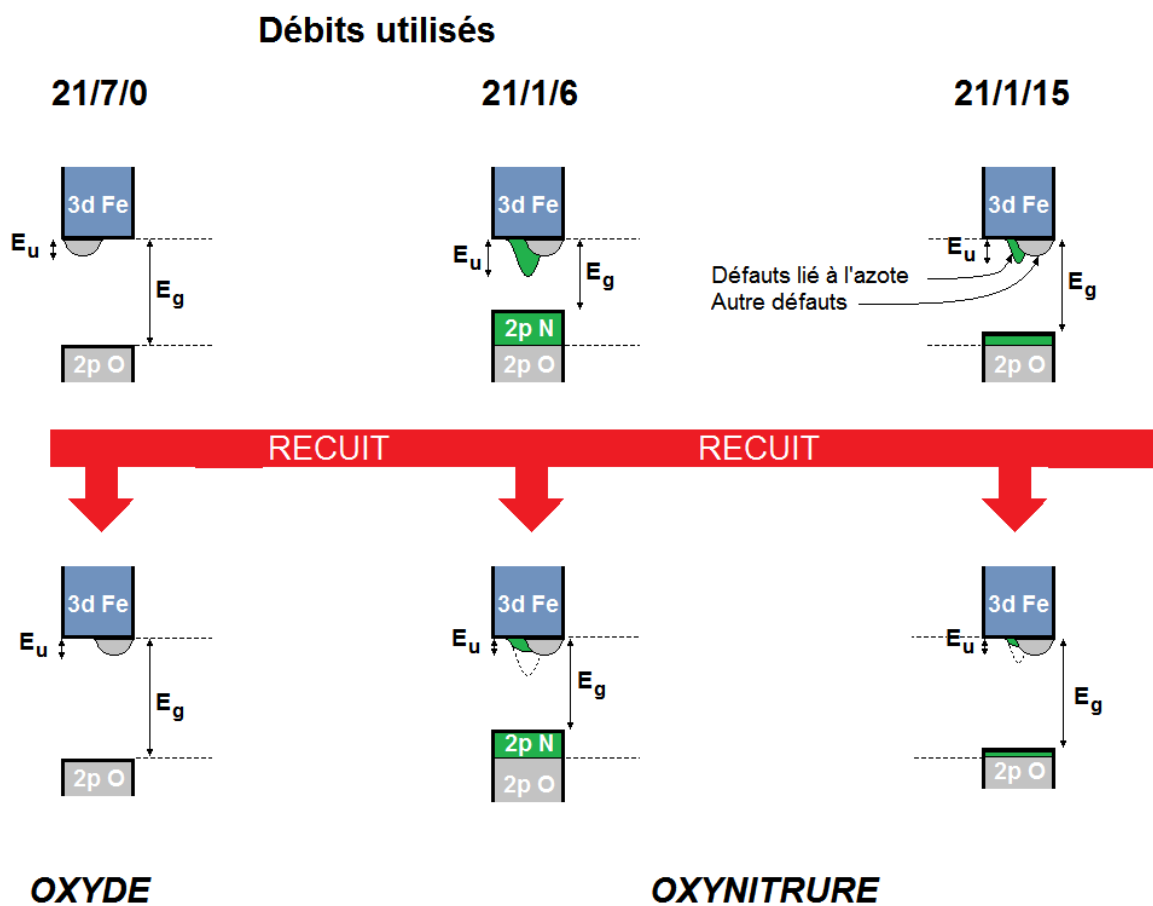 Débits utilisés
21/7/0
21/1/6
21/1/15
3d Fe
3d Fe
3d Fe
Eu
Eu
Eu
Eg
Eg
Eg
Défauts lié à l'azote
Autre défauts
2p N
2p O
2p O
2p O
RECUIT
RECUIT
3d Fe
3d Fe
3d Fe
Eu
Eu
Eu
Eg
Eg
Eg
2p N
2p O
2p O
2p O
OXYDE
OXYNITRURE